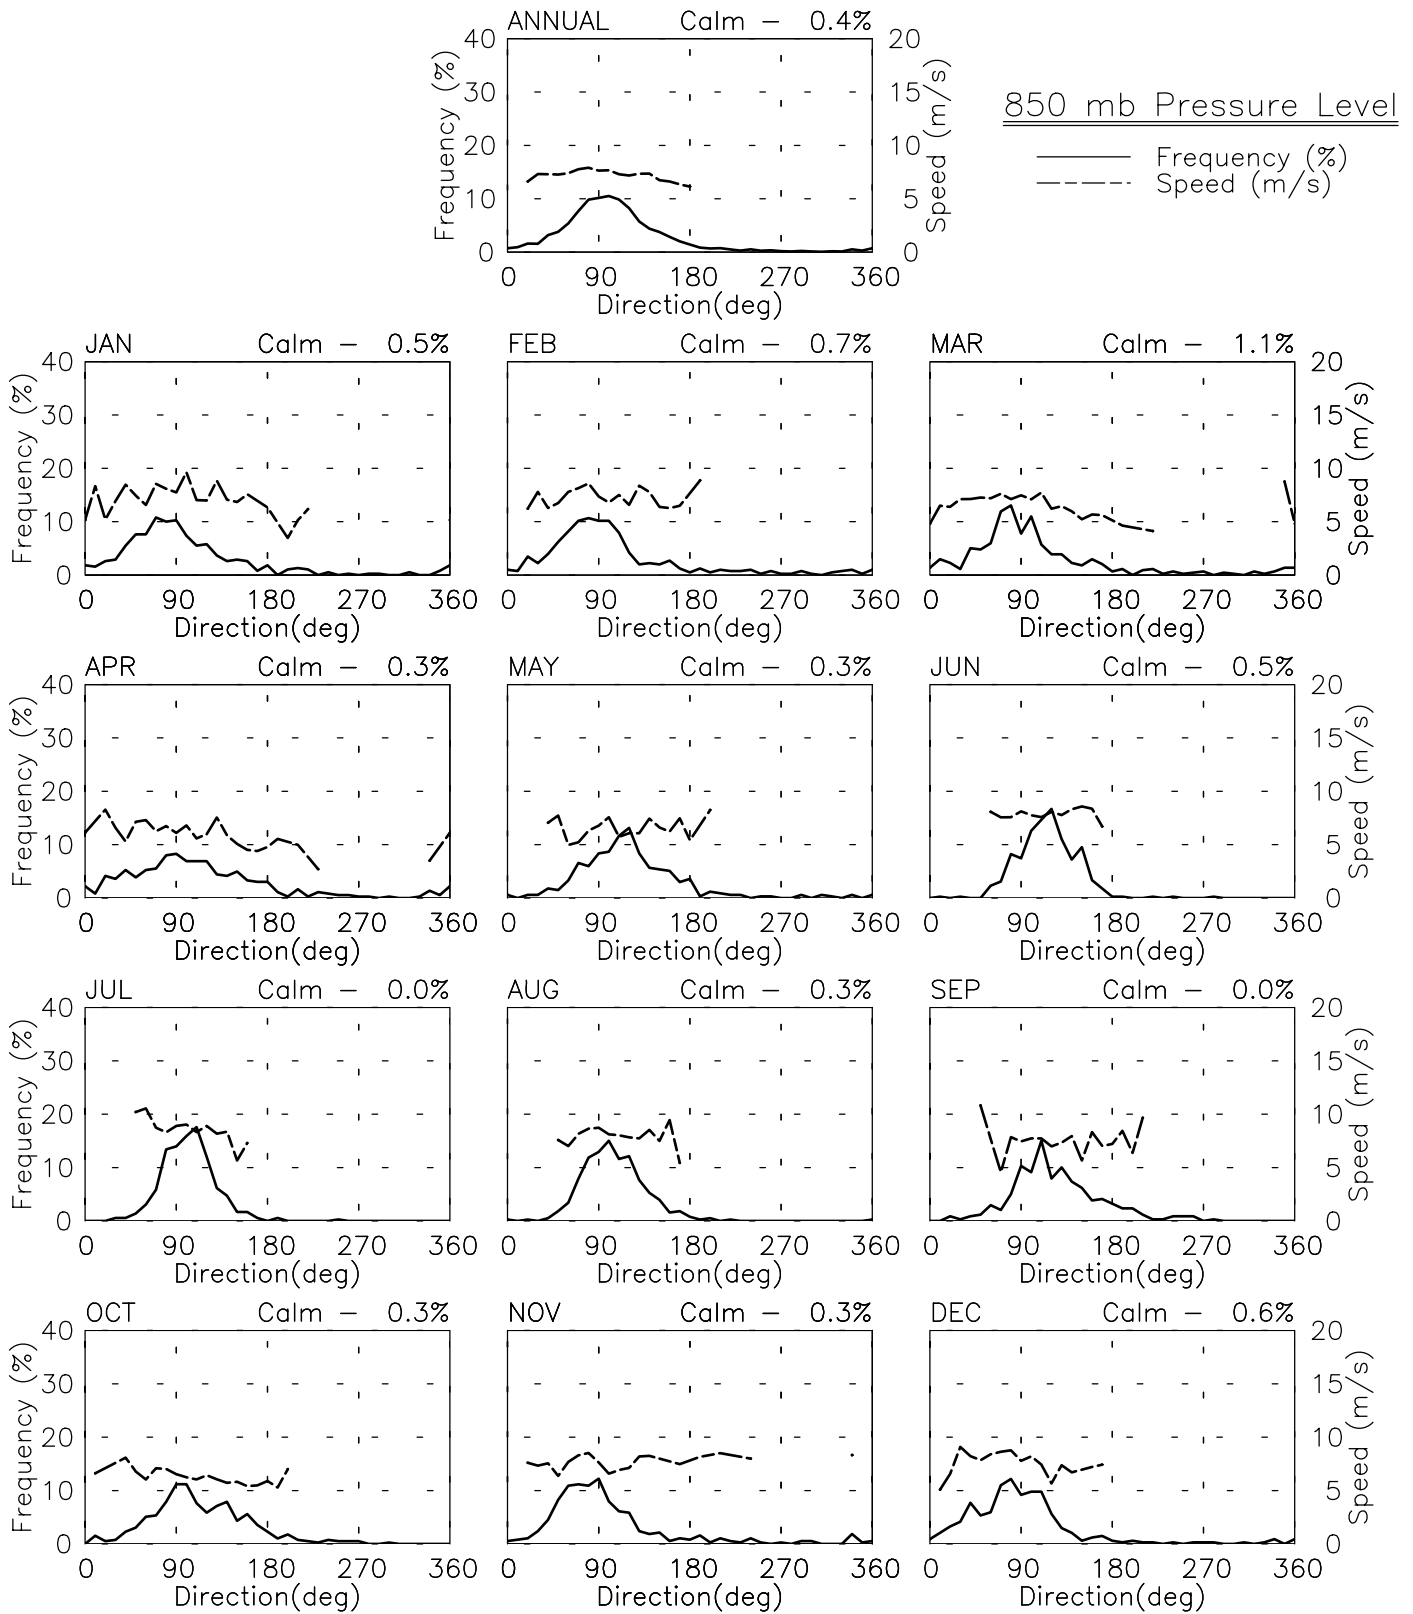 ANNUAL Calm – 0.4%
40 20
30 15
20 10
10 5
0 0
Frequency (%)
Speed (m/s)
0 90 180 270 360
Direction(deg)
850 mb Pressure Level
Frequency (%)
Speed (m/s)
JAN Calm – 0.5% FEB Calm – 0.7% MAR Calm – 1.1%
40 20
30 15
20 10
10 5
0 0
Frequency (%)
Speed (m/s)
0 90 180 270 360 0 90 180 270 360 0 90 180 270 360
Direction(deg) Direction(deg) Direction(deg)
APR Calm – 0.3% MAY Calm – 0.3% JUN Calm – 0.5%
40 20
30 15
20 10
10 5
0 0
Frequency (%)
Speed (m/s)
0 90 180 270 360 0 90 180 270 360 0 90 180 270 360
Direction(deg) Direction(deg) Direction(deg)
JUL Calm – 0.0% AUG Calm – 0.3% SEP Calm – 0.0%
40 20
30 15
20 10
10 5
0 0
Frequency (%)
Speed (m/s)
0 90 180 270 360 0 90 180 270 360 0 90 180 270 360
Direction(deg) Direction(deg) Direction(deg)
OCT Calm – 0.3% NOV Calm – 0.3% DEC Calm – 0.6%
40 20
30 15
20 10
10 5
0 0
Frequency (%)
Speed (m/s)
0 90 180 270 360 0 90 180 270 360 0 90 180 270 360
Direction(deg) Direction(deg) Direction(deg)